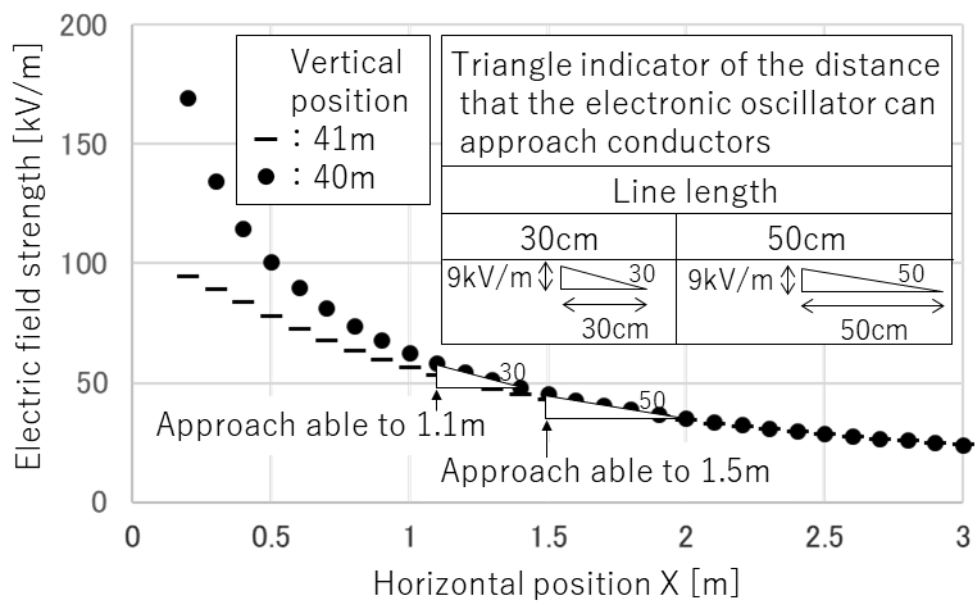 200
150
100
50
0
Electric field strength [kV/m]
Vertical
position
– : 41m
● : 40m
Triangle indicator of the distance
that the electronic oscillator can
approach conductors
Line length
30cm
50cm
9kV/m
30
30cm
9kV/m
50
50cm
30
50
Approach able to 1.1m
Approach able to 1.5m
0
0.5
1
1.5
2
2.5
3
Horizontal position X [m]